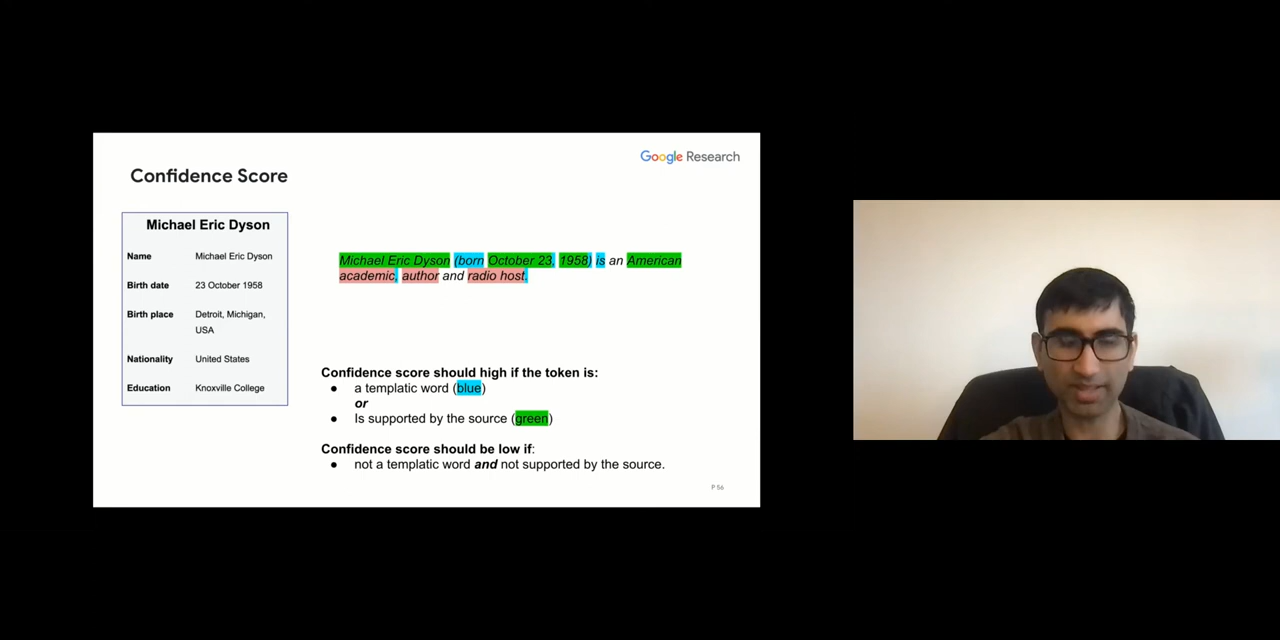 Google Research
Confidence Score
Michael Eric Dyson
Name Michael Eric Dyson
Birth date 23 October 1958
Birth place Detroit, Michigan,
USA
Nationality United States
Education Knoxville College
Michael Eric Dyson (born October 23, 1958) is an American
academic, author and radio host.
Confidence score should high if the token is:
● a templatic word (blue)
or
● Is supported by the source (green)
Confidence score should be low if:
● not a templatic word and not supported by the source.
P 56